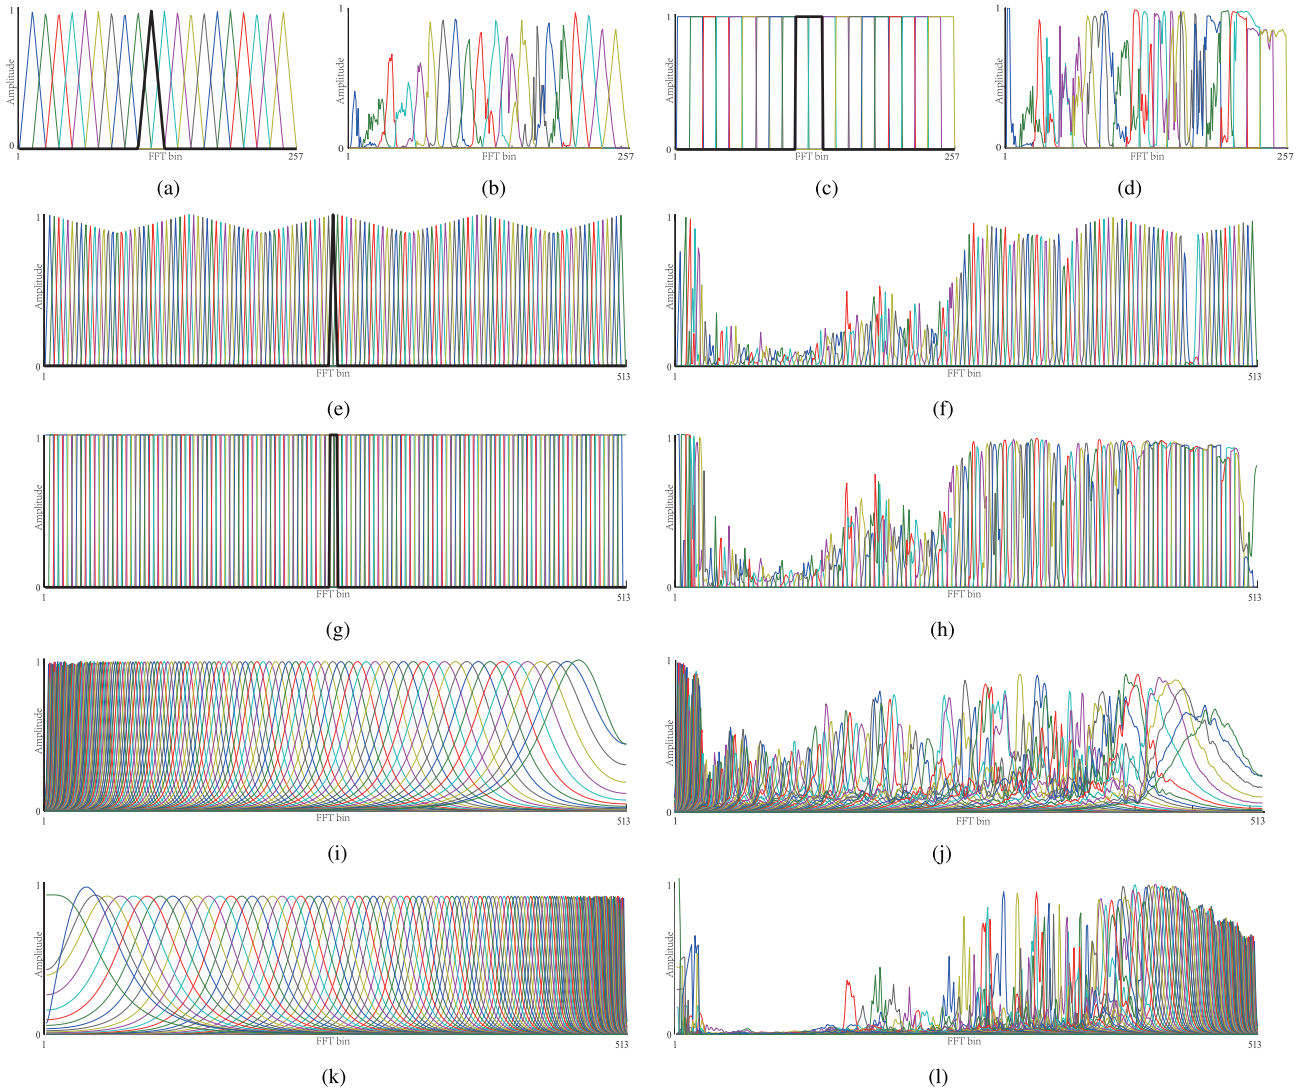 1 1 1 1
Amplitude Amplitude Amplitude Amplitude
0 0 0 0
1 FFT bin 257 1 FFT bin 257 1 FFT bin 257 1 FFT bin 257
(a) (b) (c) (d)
1 1
Amplitude Amplitude
0 0
1 FFT bin 513 1 FFT bin 513
(e) (f)
1 1
Amplitude Amplitude
0 0
1 FFT bin 513 1 FFT bin 513
(g) (h)
1 1
Amplitude Amplitude
0 0
1 FFT bin 513 1 FFT bin 513
(i) (j)
1 1
Amplitude Amplitude
0 0
1 FFT bin 513 1 FFT bin 513
(k) (l)